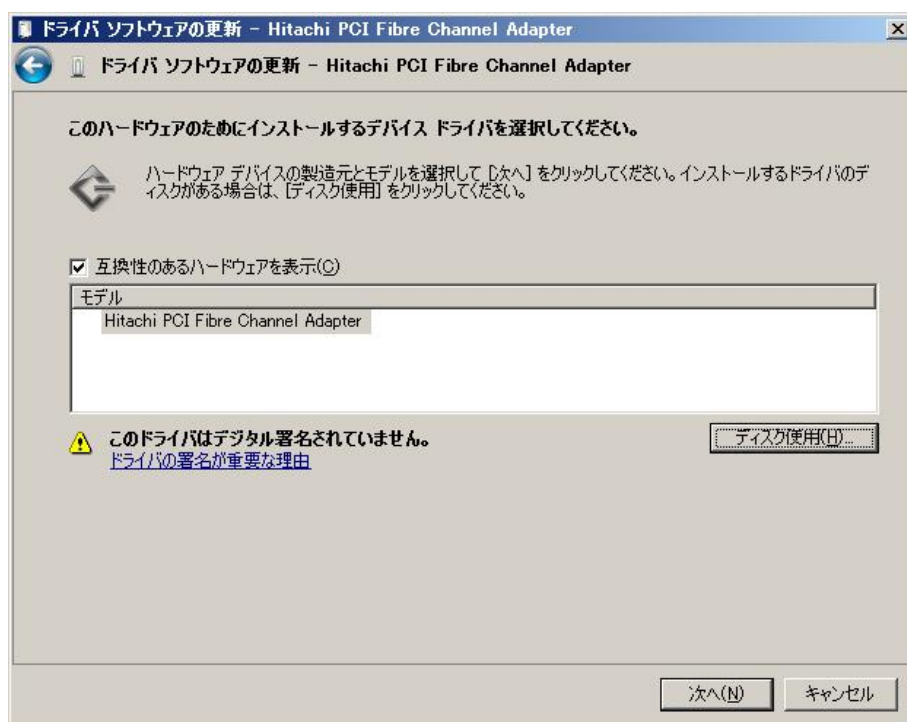 ドライバ ソフトウェアの更新 - Hitachi PCI Fibre Channel Adapter
ドライバ ソフトウェアの更新 - Hitachi PCI Fibre Channel Adapter
このハードウェアのためにインストールするデバイス ドライバを選択してください。
ハードウェア デバイスの製造元とモデルを選択して [次へ] をクリックしてください。インストールするドライバのデ
ィスクがある場合は、[ディスク使用] をクリックしてください。
互換性のあるハードウェアを表示(C)
モデル
Hitachi PCI Fibre Channel Adapter
このドライバはデジタル署名されていません。
ディスク使用(H)...
ドライバの署名が重要な理由
次へ(N)
キャンセル